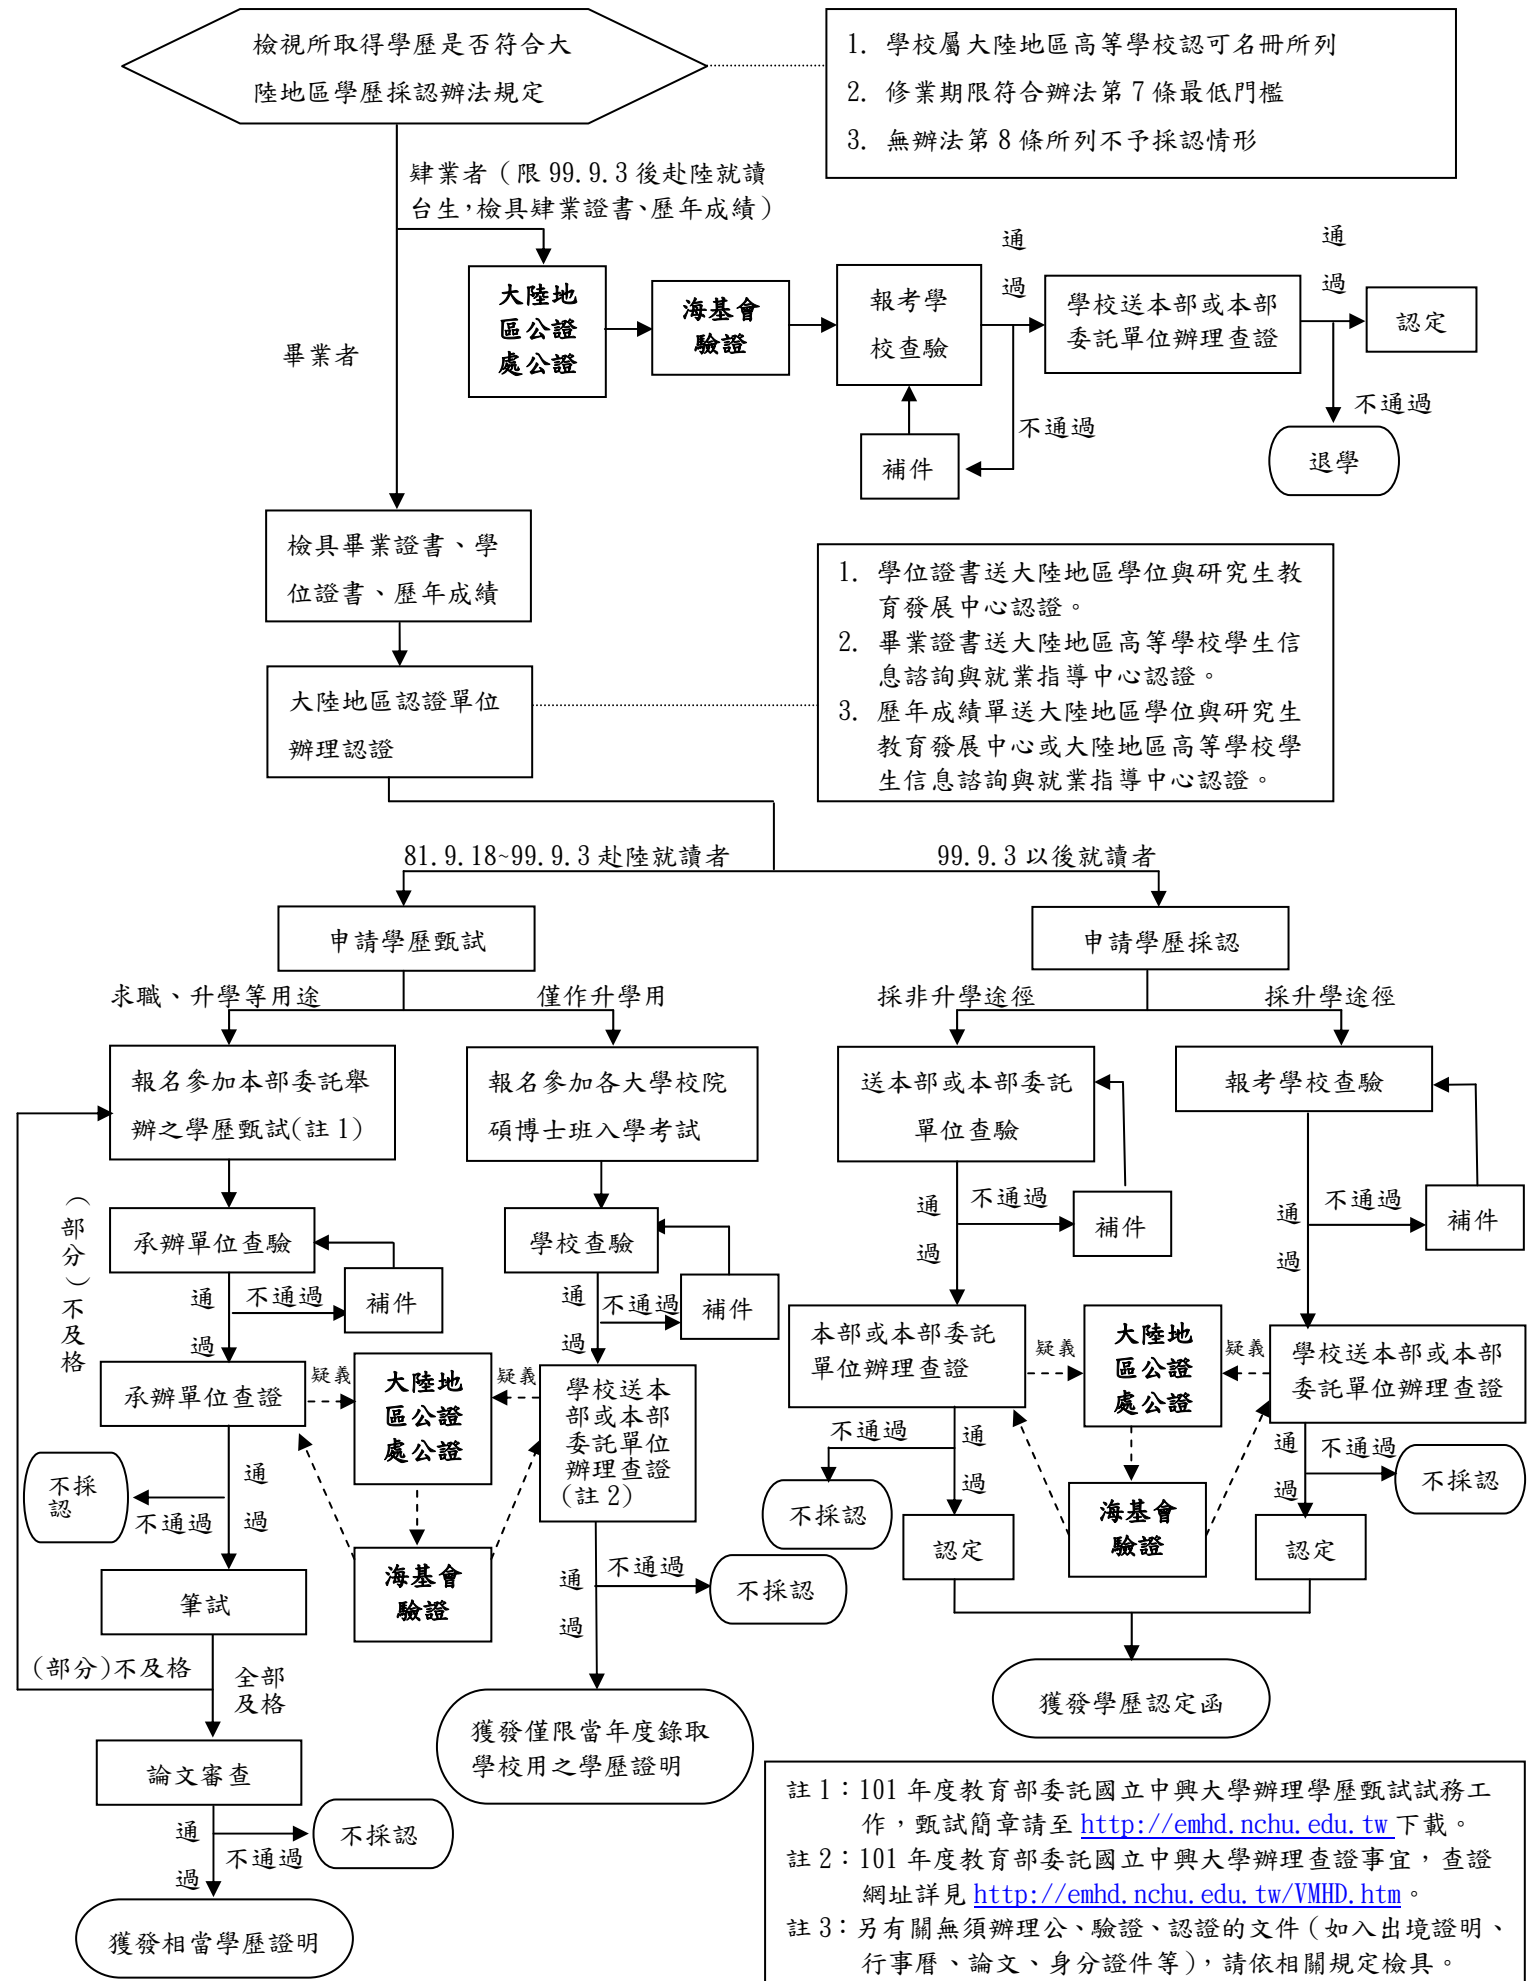 檢視所取得學歷是否符合大
陸地區學歷採認辦法規定
1. 學校屬大陸地區高等學校認可名冊所列
2. 修業期限符合辦法第 7 條最低門檻
3. 無辦法第 8 條所列不予採認情形
肄業者（限 99.9.3 後赴陸就讀
台生，檢具肄業證書、歷年成績）
畢業者
大陸地
區公證
處公證
海基會
驗證
報考學
校查驗
通
過
不通過
補件
學校送本部或本部
委託單位辦理查證
通
過
認定
不通過
退學
檢具畢業證書、學
位證書、歷年成績
大陸地區認證單位
辦理認證
1. 學位證書送大陸地區學位與研究生教
育發展中心認證。
2. 畢業證書送大陸地區高等學校學生信
息諮詢與就業指導中心認證。
3. 歷年成績單送大陸地區學位與研究生
教育發展中心或大陸地區高等學校學
生信息諮詢與就業指導中心認證。
81.9.18~99.9.3 赴陸就讀者
99.9.3 以後就讀者
申請學歷甄試
申請學歷採認
求職、升學等用途
僅作升學用
採非升學途徑
採升學途徑
報名參加本部委託舉
辦之學歷甄試(註 1)
報名參加各大學校院
碩博士班入學考試
送本部或本部委託
單位查驗
報考學校查驗
（部分）不及格
承辦單位查驗
通
過
不通過
補件
學校查驗
通
過
不通過
補件
通
過
不通過
補件
通
過
不通過
補件
承辦單位查證
疑義
大陸地
區公證
處公證
疑義
學校送本
部或本部
委託單位
辦理查證
(註 2)
本部或本部委託
單位辦理查證
疑義
大陸地
區公證
處公證
疑義
學校送本部或本部
委託單位辦理查證
不採
認
不通過
通
過
海基會
驗證
不通過
通
過
不採認
不通過
通
過
不採認
認定
海基會
驗證
通
過
不通過
不採認
認定
筆試
(部分)不及格
全部
及格
獲發僅限當年度錄取
學校用之學歷證明
獲發學歷認定函
論文審查
通
過
不通過
不採認
獲發相當學歷證明
註 1：101 年度教育部委託國立中興大學辦理學歷甄試試務工
作，甄試簡章請至 http://emhd.nchu.edu.tw 下載。
註 2：101 年度教育部委託國立中興大學辦理查證事宜，查證
網址詳見 http://emhd.nchu.edu.tw/VMHD.htm。
註 3：另有關無須辦理公、驗證、認證的文件（如入出境證明、
行事曆、論文、身分證件等），請依相關規定檢具。